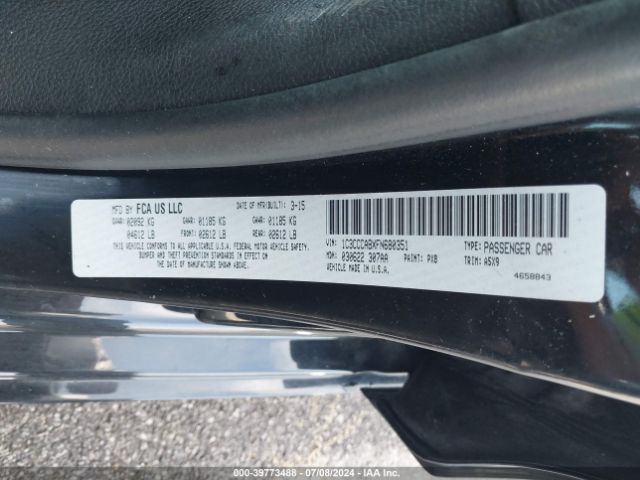 MFD BY FCA US LLC DATE OF MFR(BUILT): 3-15
GVWR: 02092 KG GAWR: 01185 KG GAWR: 01185 KG
04612 LB FRONT: 02612 LB REAR: 02612 LB
THIS VEHICLE CONFORMS TO ALL APPLICABLE FEDERAL MOTOR VEHICLE SAFETY,
BUMPER AND THEFT PREVENTION STANDARDS IN EFFECT ON
THE DATE OF MANUFACTURE SHOWN ABOVE.
VIN: 1C3CCCABXFN680351 TYPE: PASSENGER CAR
MDH: 030622 307AA PAINT: PX8 TRIM: A5X9
VEHICLE MADE IN U.S.A.
4658843
000-39773488 - 07/08/2024 - IAA Inc.